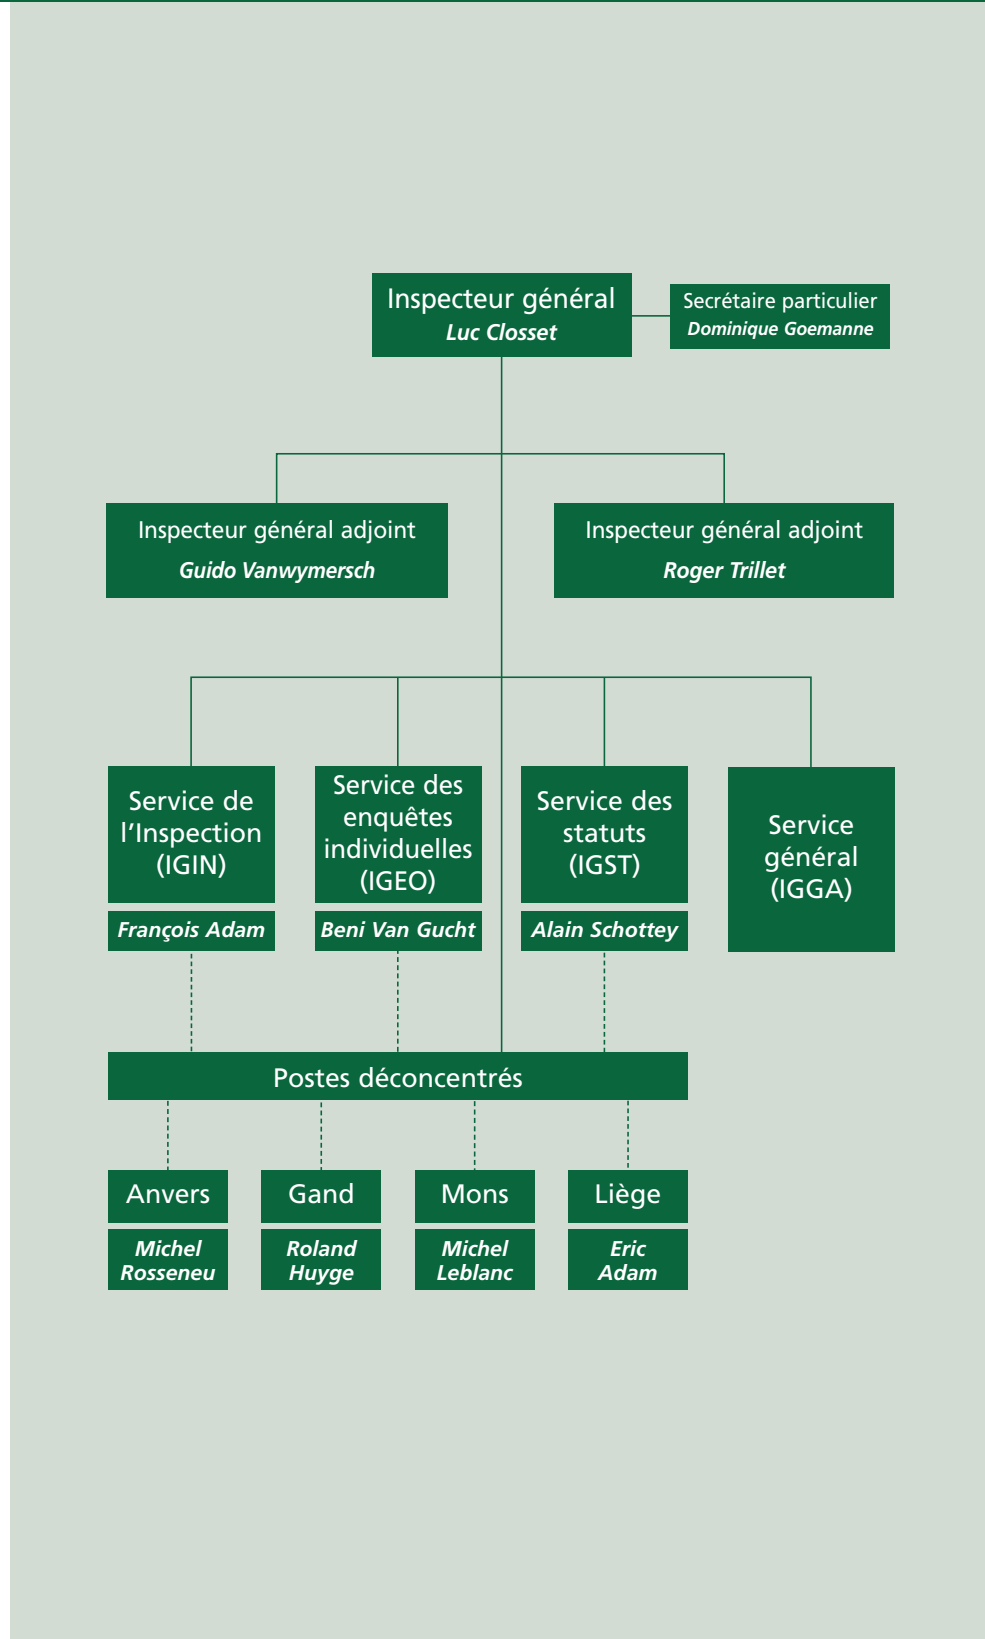 Inspecteur général
Luc Closset
Secrétaire particulier
Dominique Goemanne
Inspecteur général adjoint
Guido Vanwymersch
Inspecteur général adjoint
Roger Trillet
Service de
l'Inspection
(IGIN)
François Adam
Service des
enquêtes
individuelles
(IGEO)
Beni Van Gucht
Service des
statuts
(IGST)
Alain Schottey
Service
général
(IGGA)
Postes déconcentrés
Anvers
Michel
Rosseneu
Gand
Roland
Huyge
Mons
Michel
Leblanc
Liège
Eric
Adam